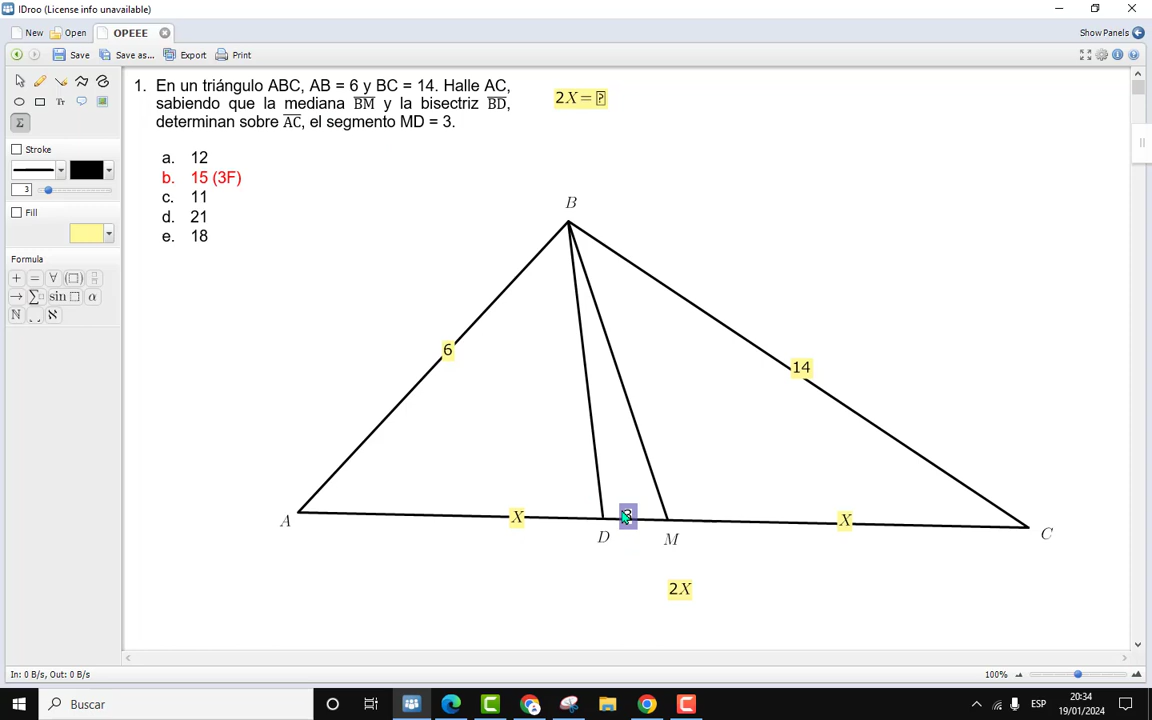 IDroo (License info unavailable)
New
Open
OPEEE
Show Panels
Save
Save as...
Export
Print
1. En un triángulo ABC, AB = 6 y BC = 14. Halle AC,
sabiendo que la mediana BM y la bisectriz BD,
determinan sobre AC, el segmento MD = 3.
a. 12
b. 15 (3F)
c. 11
d. 21
e. 18
2X = ?
Tr
Σ
Stroke
3
Fill
Formula
+ = ∀ (□)
→ Σ□ sin □ α
ℕ ℵ
B
6
14
A
X
D
M
X
C
2X
In: 0 B/s, Out: 0 B/s
100%
Buscar
ESP
20:34
19/01/2024